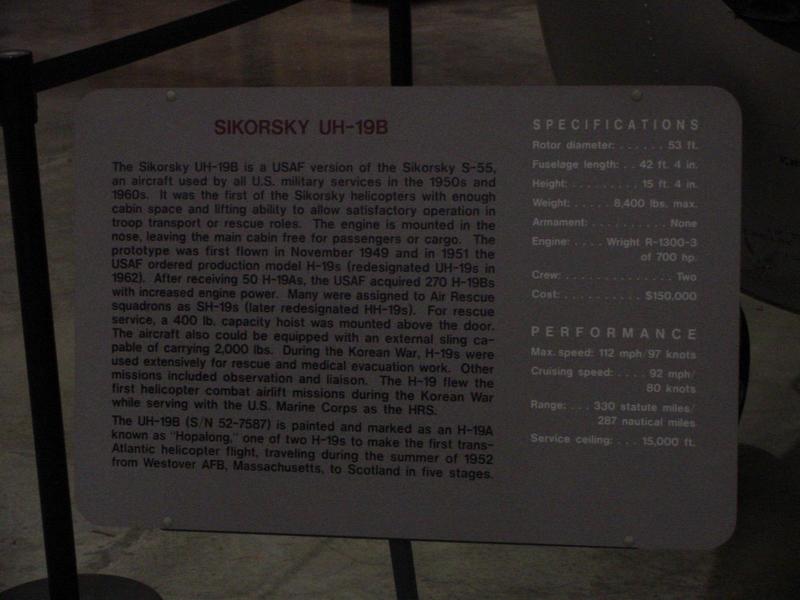 SIKORSKY UH-19B
The Sikorsky UH-19B is a USAF version of the Sikorsky S-55,
an aircraft used by all U.S. military services in the 1950s and
1960s. It was the first of the Sikorsky helicopters with enough
cabin space and lifting ability to allow satisfactory operation in
troop transport or rescue roles. The engine is mounted in the
nose, leaving the main cabin free for passengers or cargo. The
prototype was first flown in November 1949 and in 1951 the
USAF ordered production model H-19s (redesignated UH-19s in
1962). After receiving 50 H-19As, the USAF acquired 270 H-19Bs
with increased engine power. Many were assigned to Air Rescue
squadrons as SH-19s (later redesignated HH-19s). For rescue
service, a 400 lb. capacity hoist was mounted above the door.
The aircraft also could be equipped with an external sling ca-
pable of carrying 2,000 lbs. During the Korean War, H-19s were
used extensively for rescue and medical evacuation work. Other
missions included observation and liaison. The H-19 flew the
first helicopter combat airlift missions during the Korean War
while serving with the U.S. Marine Corps as the HRS.
The UH-19B (S/N 52-7587) is painted and marked as an H-19A
known as "Hopalong," one of two H-19s to make the first trans-
Atlantic helicopter flight, traveling during the summer of 1952
from Westover AFB, Massachusetts, to Scotland in five stages.
SPECIFICATIONS
Rotor diameter: . . . . . . 53 ft.
Fuselage length: . . 42 ft. 4 in.
Height: . . . . . . . . . 15 ft. 4 in.
Weight: . . . . . 8,400 lbs. max.
Armament: . . . . . . . . . . None
Engine: . . . . Wright R-1300-3
of 700 hp.
Crew: . . . . . . . . . . . . . . Two
Cost: . . . . . . . . . . $150,000
PERFORMANCE
Max. speed: 112 mph/97 knots
Cruising speed: . . . . 92 mph/
80 knots
Range: . . . 330 statute miles/
287 nautical miles
Service ceiling: . . . 15,000 ft.